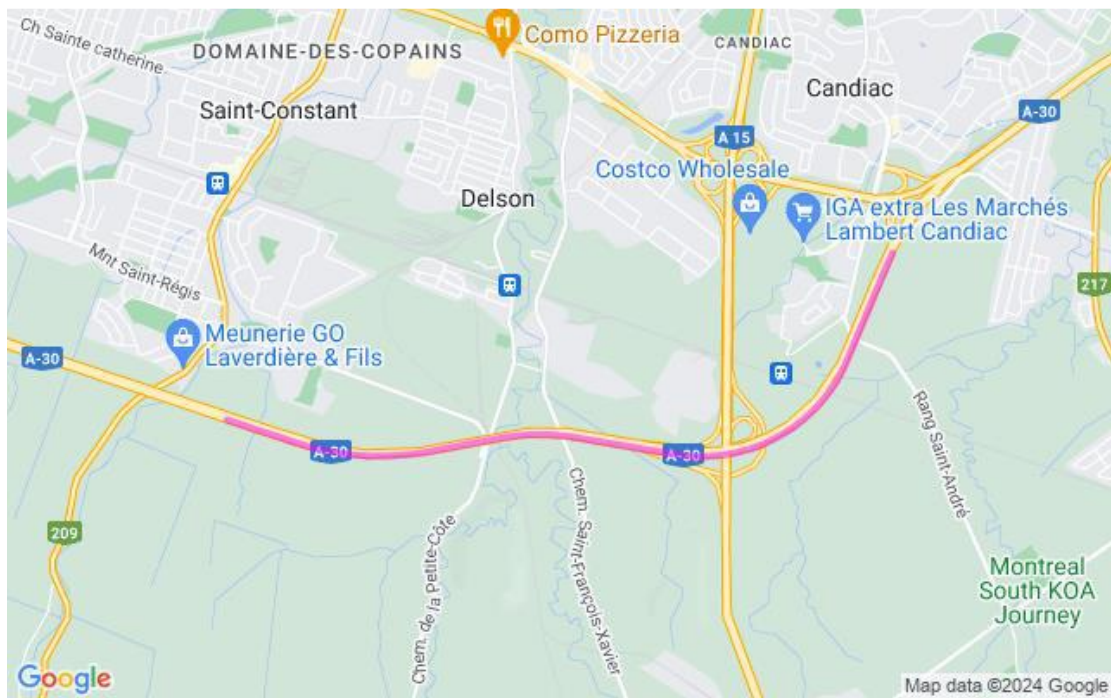 Ch Sainte catherine
DOMAINE-DES-COPAINS
Como Pizzeria
CANDIAC
Saint-Constant
Candiac
A-30
A 15
Costco Wholesale
Delson
IGA extra Les Marchés
Lambert Candiac
Mnt Saint-Régis
217
Meunerie GO
Laverdière & Fils
A-30
A-30
A-30
Rang Saint-André
209
Chem. de la Petite-Côte
Chem. Saint-François-Xavier
Montreal
South KOA
Journey
Google
Map data ©2024 Google